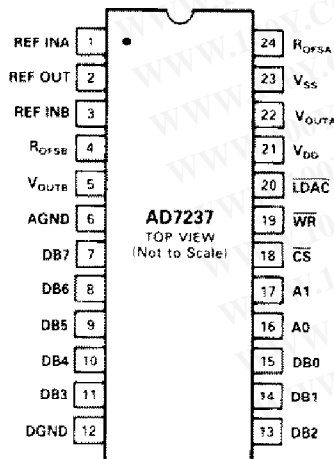 REF INA 1
REF OUT 2
REF INB 3
ROFSB 4
VOUTB 5
AGND 6
DB7 7
DB6 8
DB5 9
DB4 10
DB3 11
DGND 12
AD7237
TOP VIEW
(Not to Scale)
24 ROFSA
23 VSS
22 VOUTA
21 VDD
20 LDAC
19 WR
18 CS
17 A1
16 A0
15 DB0
14 DB1
13 DB2